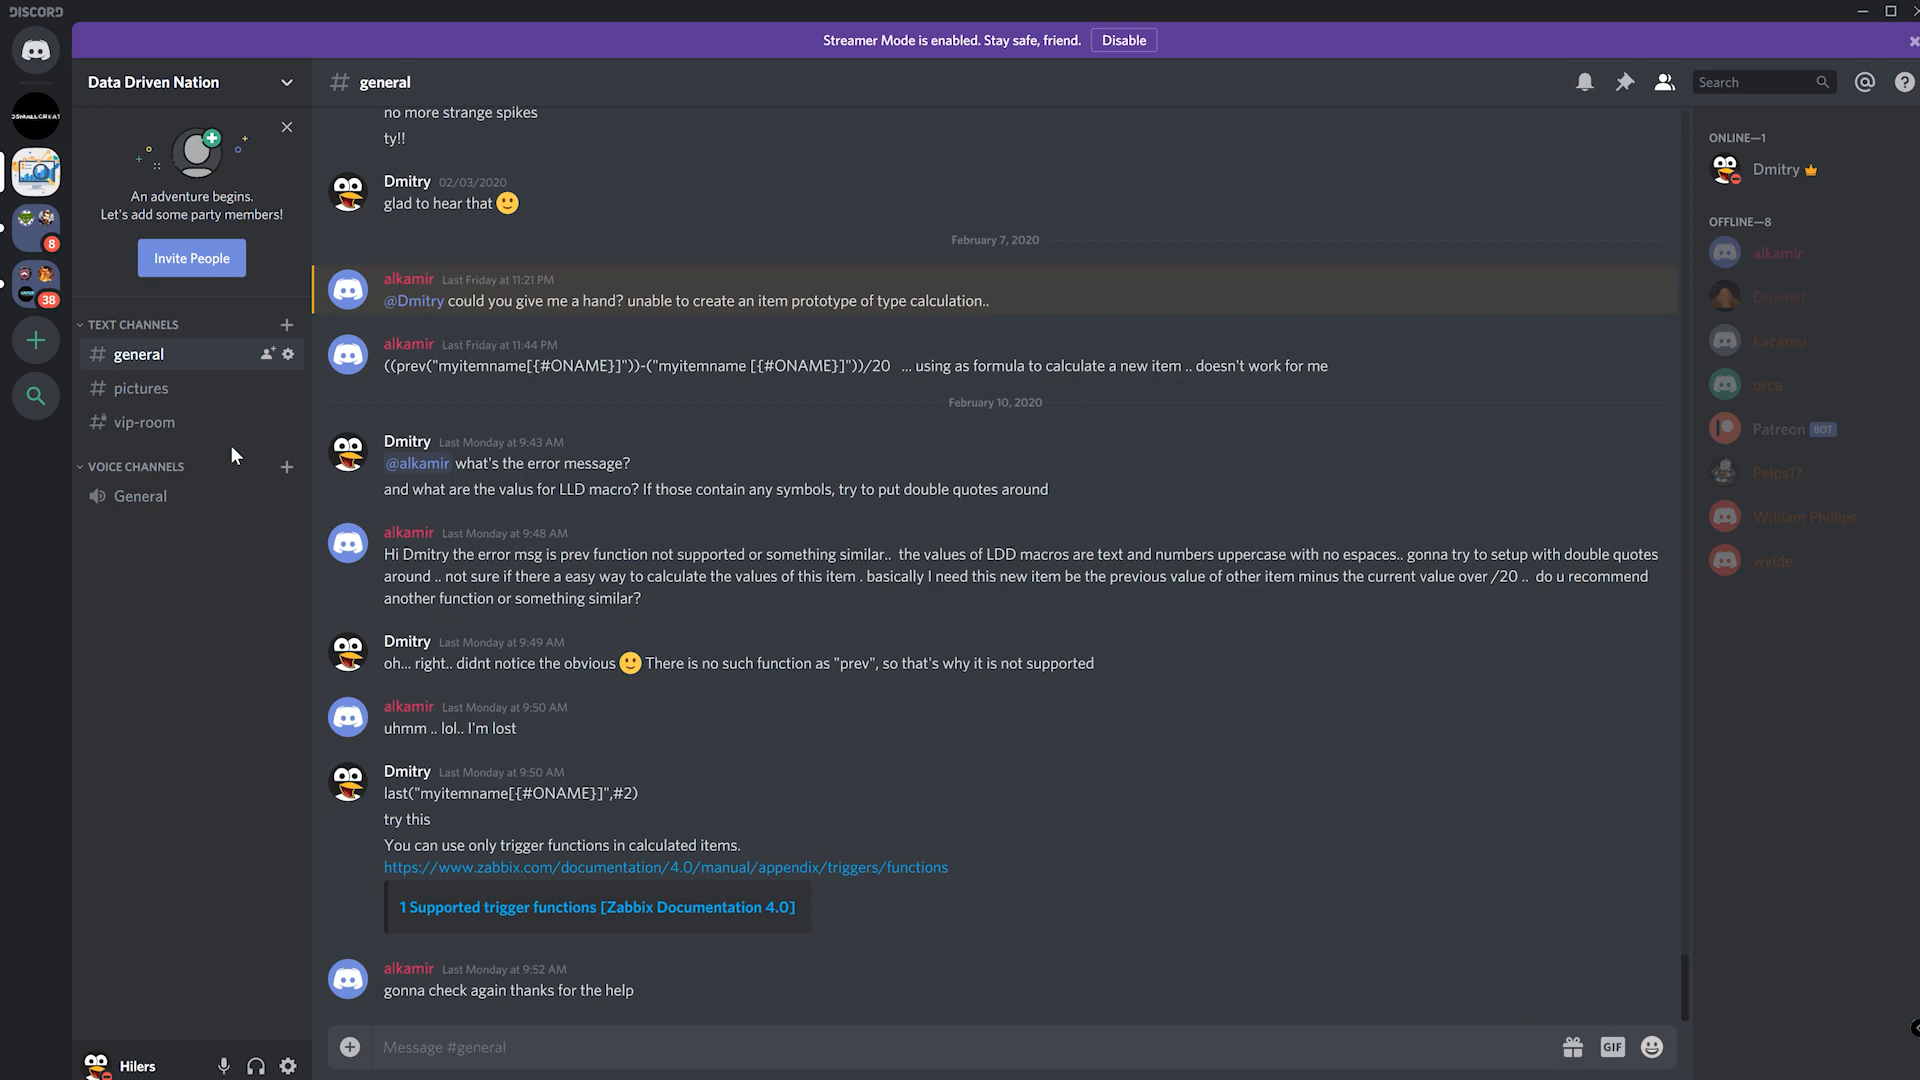 DISCORD
Streamer Mode is enabled. Stay safe, friend.
Disable
Data Driven Nation
general
Search
An adventure begins.
Let's add some party members!
Invite People
TEXT CHANNELS
general
pictures
vip-room
VOICE CHANNELS
General
8
38
no more strange spikes
ty!!
Dmitry 02/03/2020
glad to hear that
February 7, 2020
alkamir Last Friday at 11:21 PM
@Dmitry could you give me a hand? unable to create an item prototype of type calculation..
alkamir Last Friday at 11:44 PM
((prev("myitemname[{#ONAME}]"))-("myitemname [{#ONAME}]"))/20 ... using as formula to calculate a new item .. doesn't work for me
February 10, 2020
Dmitry Last Monday at 9:43 AM
@alkamir what's the error message?
and what are the valus for LLD macro? If those contain any symbols, try to put double quotes around
alkamir Last Monday at 9:48 AM
Hi Dmitry the error msg is prev function not supported or something similar.. the values of LDD macros are text and numbers uppercase with no espaces.. gonna try to setup with double quotes
around .. not sure if there a easy way to calculate the values of this item . basically I need this new item be the previous value of other item minus the current value over /20 .. do u recommend
another function or something similar?
Dmitry Last Monday at 9:49 AM
oh... right.. didnt notice the obvious There is no such function as "prev", so that's why it is not supported
alkamir Last Monday at 9:50 AM
uhmm .. lol.. I'm lost
Dmitry Last Monday at 9:50 AM
last("myitemname[{#ONAME}]",#2)
try this
You can use only trigger functions in calculated items.
https://www.zabbix.com/documentation/4.0/manual/appendix/triggers/functions
1 Supported trigger functions [Zabbix Documentation 4.0]
alkamir Last Monday at 9:52 AM
gonna check again thanks for the help
Message #general
GIF
Hilers
ONLINE—1
Dmitry
OFFLINE—8
alkamir
Downet
kacareu
orca
Patreon BOT
Pelos17
William Phillips
wylde